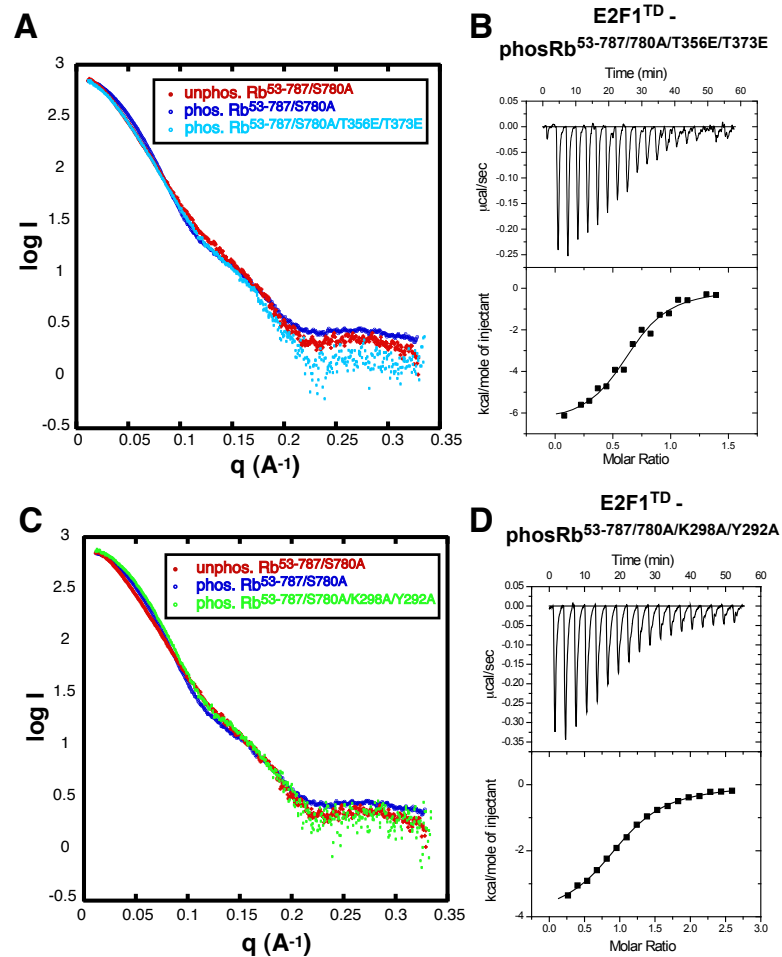 A
log I
3
2.5
2
1.5
1
0.5
0
-0.5
unphos. Rb53-787/S780A
phos. Rb53-787/S780A
phos. Rb53-787/S780A/T356E/T373E
0 0.05 0.1 0.15 0.2 0.25 0.3 0.35
q (A-1)
B
E2F1TD -
phosRb53-787/780A/T356E/T373E
Time (min)
0 10 20 30 40 50 60
µcal/sec
0.05
0.00
-0.05
-0.10
-0.15
-0.20
-0.25
kcal/mole of injectant
0
-2
-4
-6
0.0 0.5 1.0 1.5
Molar Ratio
C
log I
3
2.5
2
1.5
1
0.5
0
-0.5
unphos. Rb53-787/S780A
phos. Rb53-787/S780A
phos. Rb53-787/S780A/K298A/Y292A
0 0.05 0.1 0.15 0.2 0.25 0.3 0.35
q (A-1)
D
E2F1TD -
phosRb53-787/780A/K298A/Y292A
Time (min)
0 10 20 30 40 50 60
µcal/sec
0.05
0.00
-0.05
-0.10
-0.15
-0.20
-0.25
-0.30
-0.35
kcal/mole of injectant
0
-2
-4
0.0 0.5 1.0 1.5 2.0 2.5 3.0
Molar Ratio